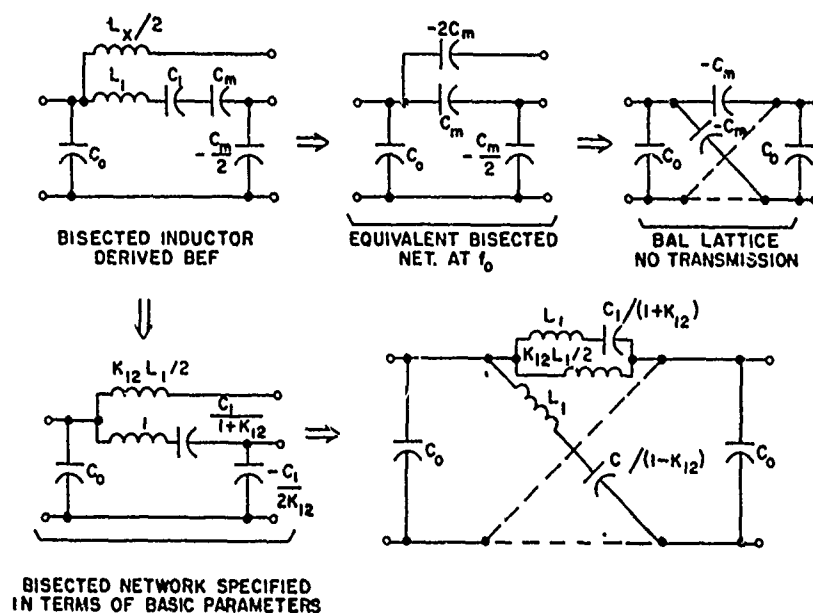 Lx/2
L1
C1
Cm
C0
-Cm/2
BISECTED INDUCTOR
DERIVED BEF
-2Cm
Cm
C0
-Cm/2
EQUIVALENT BISECTED
NET. AT f0
-Cm
-Cm
C0
C0
BAL LATTICE
NO TRANSMISSION
K12 L1/2
1
C1/1+K12
C0
-C1/2K12
BISECTED NETWORK SPECIFIED
IN TERMS OF BASIC PARAMETERS
L1
C1/(1+K12)
K12L1/2
L1
C/(1-K12)
C0
C0